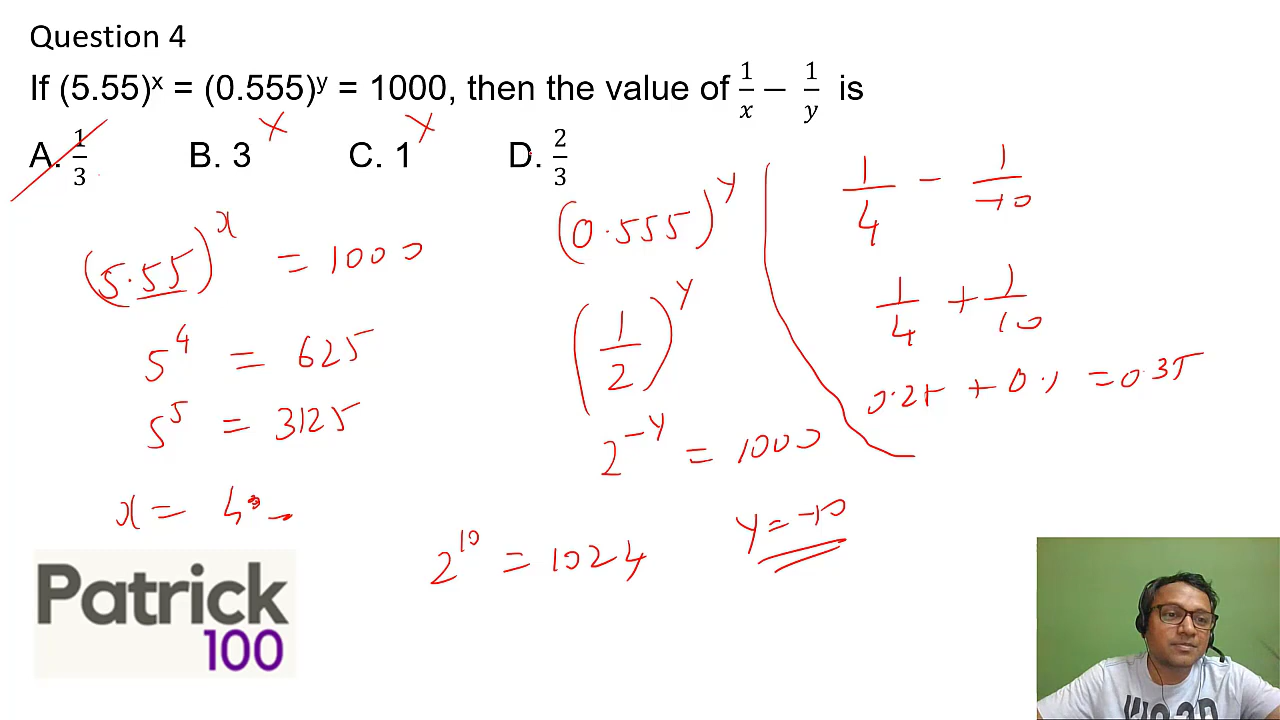 Question 4
If (5.55)ˣ = (0.555)ʸ = 1000, then the value of 1/x − 1/y is
A. 1/3 B. 3 C. 1 D. 2/3
x x
(5.55)ˣ = 1000
5⁴ = 625
5⁵ = 3125
x = 4
(0.555)ʸ
(1/2)ʸ
2⁻ʸ = 1000
2¹⁰ = 1024
y = -10
1/4 - 1/-10
1/4 + 1/10
0.25 + 0.1 = 0.35
Patrick
100